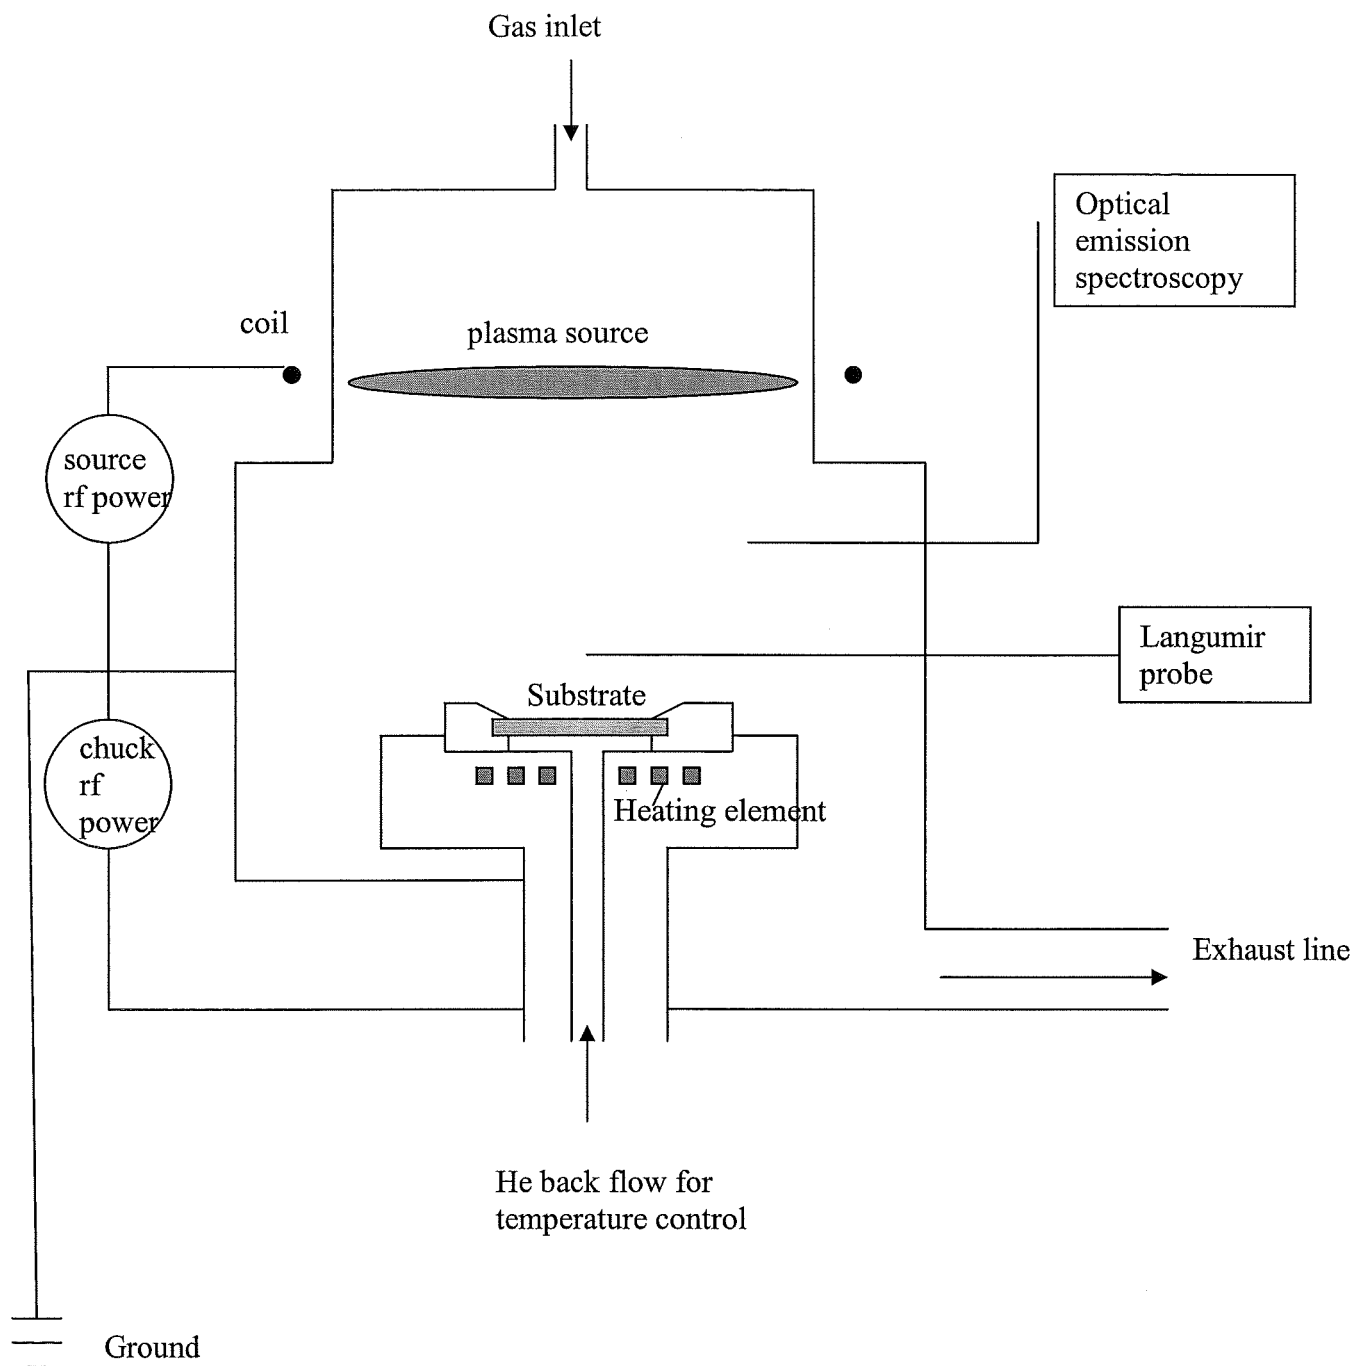 Gas inlet
Optical
emission
spectroscopy
coil
plasma source
source
rf power
Langumir
probe
Substrate
chuck
rf
power
Heating element
Exhaust line
He back flow for
temperature control
Ground